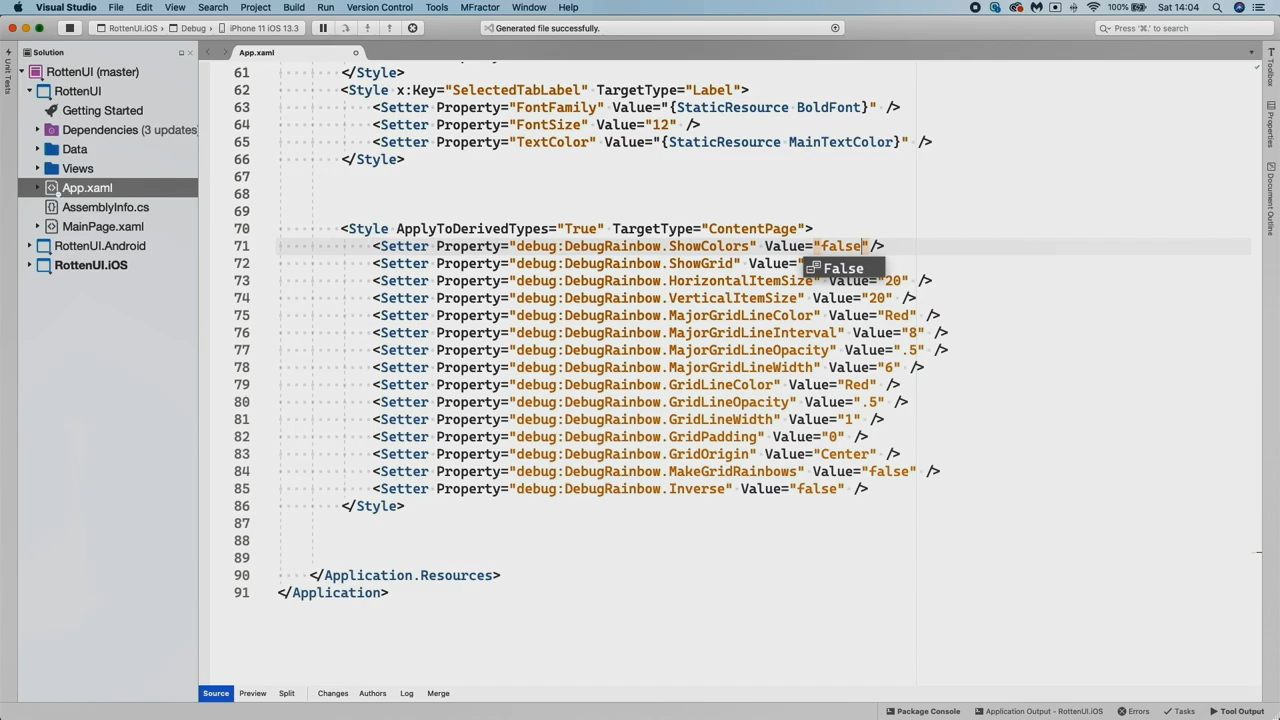 Visual Studio File Edit View Search Project Build Run Version Control Tools MFractor Window Help 100% Sat 14:04
RottenUI.iOS Debug iPhone 11 iOS 13.3 Generated file successfully. Press '⌘.' to search
Solution
App.xaml
RottenUI (master)
RottenUI
Getting Started
Dependencies (3 updates)
Data
Views
App.xaml
AssemblyInfo.cs
MainPage.xaml
RottenUI.Android
RottenUI.iOS
Unit Tests
61 </Style>
62 <Style x:Key="SelectedTabLabel" TargetType="Label">
63 <Setter Property="FontFamily" Value="{StaticResource BoldFont}" />
64 <Setter Property="FontSize" Value="12" />
65 <Setter Property="TextColor" Value="{StaticResource MainTextColor}" />
66 </Style>
67
68
69
70 <Style ApplyToDerivedTypes="True" TargetType="ContentPage">
71 <Setter Property="debug:DebugRainbow.ShowColors" Value="false"/>
72 <Setter Property="debug:DebugRainbow.ShowGrid" Value=
False
73 <Setter Property="debug:DebugRainbow.HorizontalItemSize" Value="20" />
74 <Setter Property="debug:DebugRainbow.VerticalItemSize" Value="20" />
75 <Setter Property="debug:DebugRainbow.MajorGridLineColor" Value="Red" />
76 <Setter Property="debug:DebugRainbow.MajorGridLineInterval" Value="8" />
77 <Setter Property="debug:DebugRainbow.MajorGridLineOpacity" Value=".5" />
78 <Setter Property="debug:DebugRainbow.MajorGridLineWidth" Value="6" />
79 <Setter Property="debug:DebugRainbow.GridLineColor" Value="Red" />
80 <Setter Property="debug:DebugRainbow.GridLineOpacity" Value=".5" />
81 <Setter Property="debug:DebugRainbow.GridLineWidth" Value="1" />
82 <Setter Property="debug:DebugRainbow.GridPadding" Value="0" />
83 <Setter Property="debug:DebugRainbow.GridOrigin" Value="Center" />
84 <Setter Property="debug:DebugRainbow.MakeGridRainbows" Value="false" />
85 <Setter Property="debug:DebugRainbow.Inverse" Value="false" />
86 </Style>
87
88
89
90 </Application.Resources>
91 </Application>
Toolbox
Properties
Document Outline
Source Preview Split Changes Authors Log Merge
Package Console Application Output - RottenUI.iOS Errors Tasks Tool Output